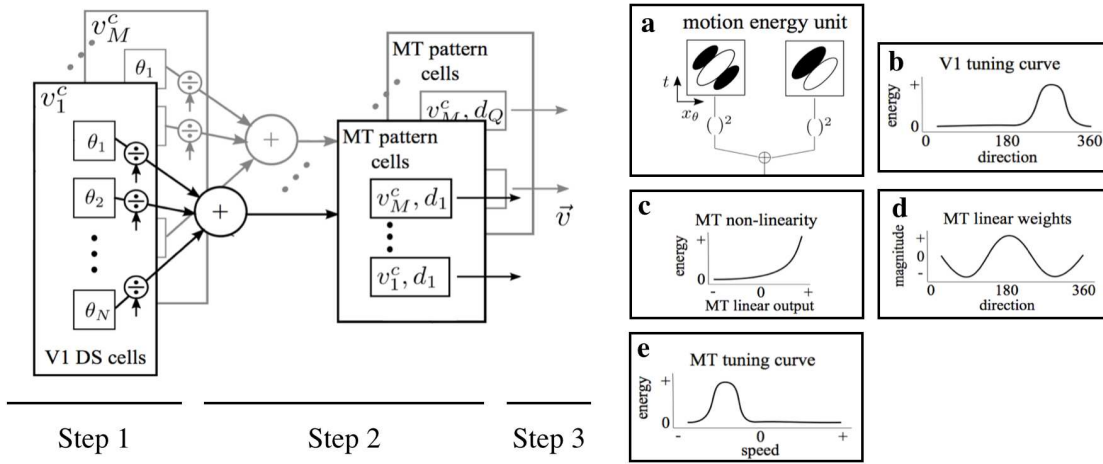 v_M^c
θ_1
÷
÷
v_1^c
θ_1
÷
θ_2
÷
θ_N
÷
V1 DS cells
+
+
MT pattern
cells
v_M^c, d_Q
MT pattern
cells
v_M^c, d_1
v_1^c, d_1
v⃗
Step 1
Step 2
Step 3
a
motion energy unit
t
x_θ
( )²
( )²
b
V1 tuning curve
energy
+
0
180
360
direction
c
MT non-linearity
energy
+
0
-
0
+
MT linear output
d
MT linear weights
magnitude
+
0
-
0
180
360
direction
e
MT tuning curve
energy
+
0
-
0
+
speed